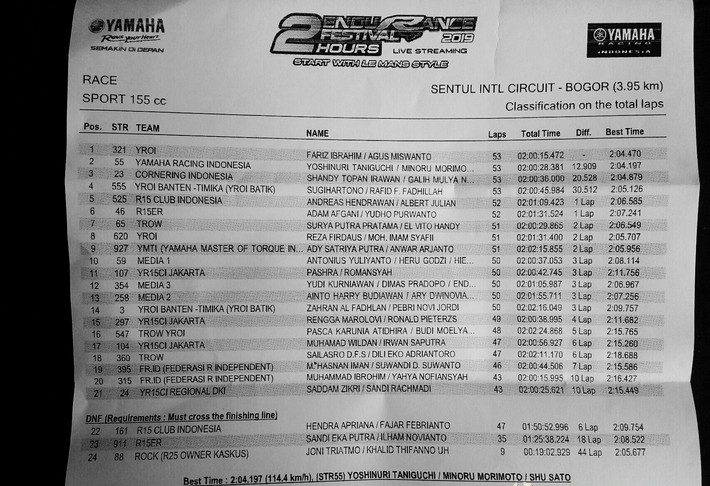 YAMAHA
Revs your Heart
SEMAKIN DI DEPAN
2 ENDURANCE FESTIVAL HOURS 2019
LIVE STREAMING
START WITH LE MANS STYLE
YAMAHA
RACING
INDONESIA
RACE
SPORT 155 cc
SENTUL INTL CIRCUIT - BOGOR (3.95 km)
Classification on the total laps
Pos. STR TEAM NAME Laps Total Time Diff. Best Time
1 321 YROI FARIZ IBRAHIM / AGUS MISWANTO 53 02:00:15.472 - 2:04.470
2 55 YAMAHA RACING INDONESIA YOSHINURI TANIGUCHI / MINORU MORIMO... 53 02:00:28.381 12.909 2:04.197
3 23 CORNERING INDONESIA SHANDY TOPAN IRAWAN / GALIH MULYA N... 53 02:00:36.000 20.528 2:04.879
4 555 YROI BANTEN -TIMIKA (YROI BATIK) SUGIHARTONO / RAFID F. FADHILLAH 53 02:00:45.984 30.512 2:05.126
5 525 R15 CLUB INDONESIA ANDREAS HENDRAWAN / ALBERT JULIAN 52 02:01:09.423 1 Lap 2:06.585
6 46 R15ER ADAM AFGANI / YUDHO PURWANTO 52 02:01:31.524 1 Lap 2:07.241
7 65 TROW SURYA PUTRA PRATAMA / EL VITO HANDY 51 02:00:29.865 2 Lap 2:06.549
8 620 YROI REZA FIRDAUS / MOH. IMAM SYAFII 51 02:01:31.400 2 Lap 2:05.707
9 927 YMTI (YAMAHA MASTER OF TORQUE IN... ADY SATRIYA PUTRA / ANWAR ARJANTO 51 02:02:15.855 2 Lap 2:05.956
10 59 MEDIA 1 ANTONIUS YULIYANTO / HERU GODZI / HIE... 50 02:00:37.053 3 Lap 2:08.114
11 107 YR15CI JAKARTA PASHRA / ROMANSYAH 50 02:00:42.745 3 Lap 2:11.756
12 354 MEDIA 3 YUDI KURNIAWAN / DIMAS PRADOPO / END... 50 02:01:05.987 3 Lap 2:06.967
13 258 MEDIA 2 AINTO HARRY BUDIAWAN / ARY DWINOVIA... 50 02:01:55.711 3 Lap 2:07.256
14 3 YROI BANTEN -TIMIKA (YROI BATIK) ZAHRAN AL FADHLAN / PEBRI NOVI JORDI 50 02:02:16.049 3 Lap 2:09.757
15 297 YR15CI JAKARTA RENGGA MAROLOVI / RONALD PIETERZS 49 02:00:38.995 4 Lap 2:11.682
16 547 TROW YROI PASCA KARUNIA ATIDHIRA / BUDI MOELYA... 48 02:02:24.868 5 Lap 2:15.765
17 104 YR15CI JAKARTA MUHAMAD WILDAN / IRWAN SAPUTRA 47 02:00:56.927 6 Lap 2:15.260
18 360 TROW SAILASRO D.F.S / DILI EKO ADRIANTORO 47 02:02:11.170 6 Lap 2:18.688
19 395 FR.ID (FEDERASI R INDEPENDENT) M.HASNAN IMAN / SUWANDI D. SUWANTO 46 02:00:44.506 7 Lap 2:15.586
20 315 FR.ID (FEDERASI R INDEPENDENT) MUHAMMAD IBROHIM / YAHYA NOFIANSYAH 43 02:00:15.995 10 Lap 2:16.427
21 24 YR15CI REGIONAL DKI SADDAM ZIKRI / SANDI RACHMADI 43 02:00:25.621 10 Lap 2:15.449
DNF (Requirements : Must cross the finishing line)
22 161 R15 CLUB INDONESIA HENDRA APRIANA / FAJAR FEBRIANTO 47 01:50:52.996 6 Lap 2:09.754
23 911 R15ER SANDI EKA PUTRA / ILHAM NOVIANTO 35 01:25:38.224 18 Lap 2:08.522
24 88 ROCK (R25 OWNER KASKUS) JONI TRIATMO / KHALID THIFANNO UH 9 00:19:02.929 44 Lap 2:05.677
Best Time : 2:04.197 (114.4 km/h), (STR55) YOSHINURI TANIGUCHI / MINORU MORIMOTO / SHU SATO